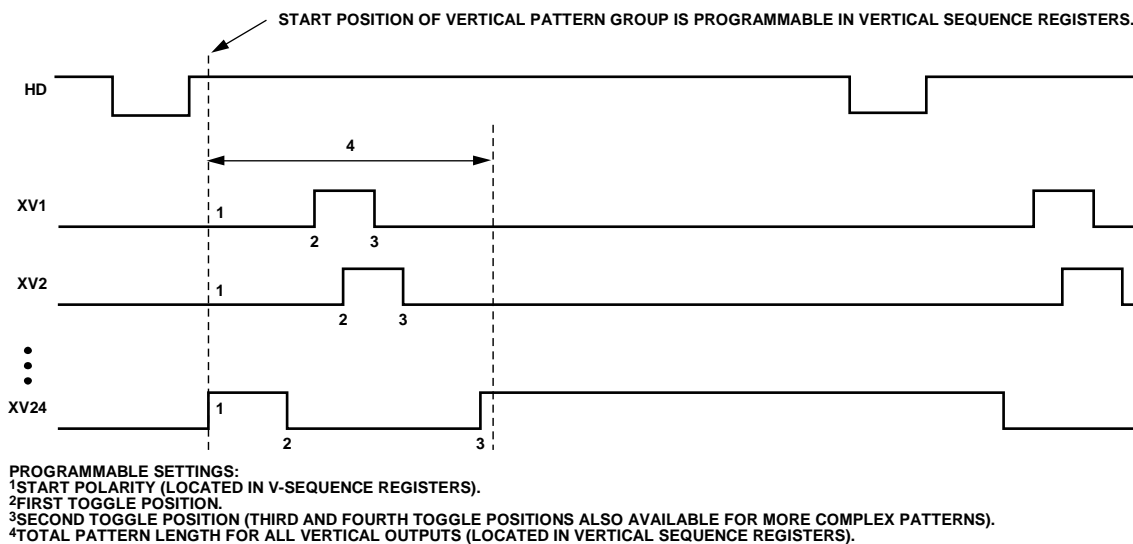 START POSITION OF VERTICAL PATTERN GROUP IS PROGRAMMABLE IN VERTICAL SEQUENCE REGISTERS.
HD
4
XV1
1
2 3
XV2
1
2 3
XV24
1
2 3
PROGRAMMABLE SETTINGS:
1START POLARITY (LOCATED IN V-SEQUENCE REGISTERS).
2FIRST TOGGLE POSITION.
3SECOND TOGGLE POSITION (THIRD AND FOURTH TOGGLE POSITIONS ALSO AVAILABLE FOR MORE COMPLEX PATTERNS).
4TOTAL PATTERN LENGTH FOR ALL VERTICAL OUTPUTS (LOCATED IN VERTICAL SEQUENCE REGISTERS).